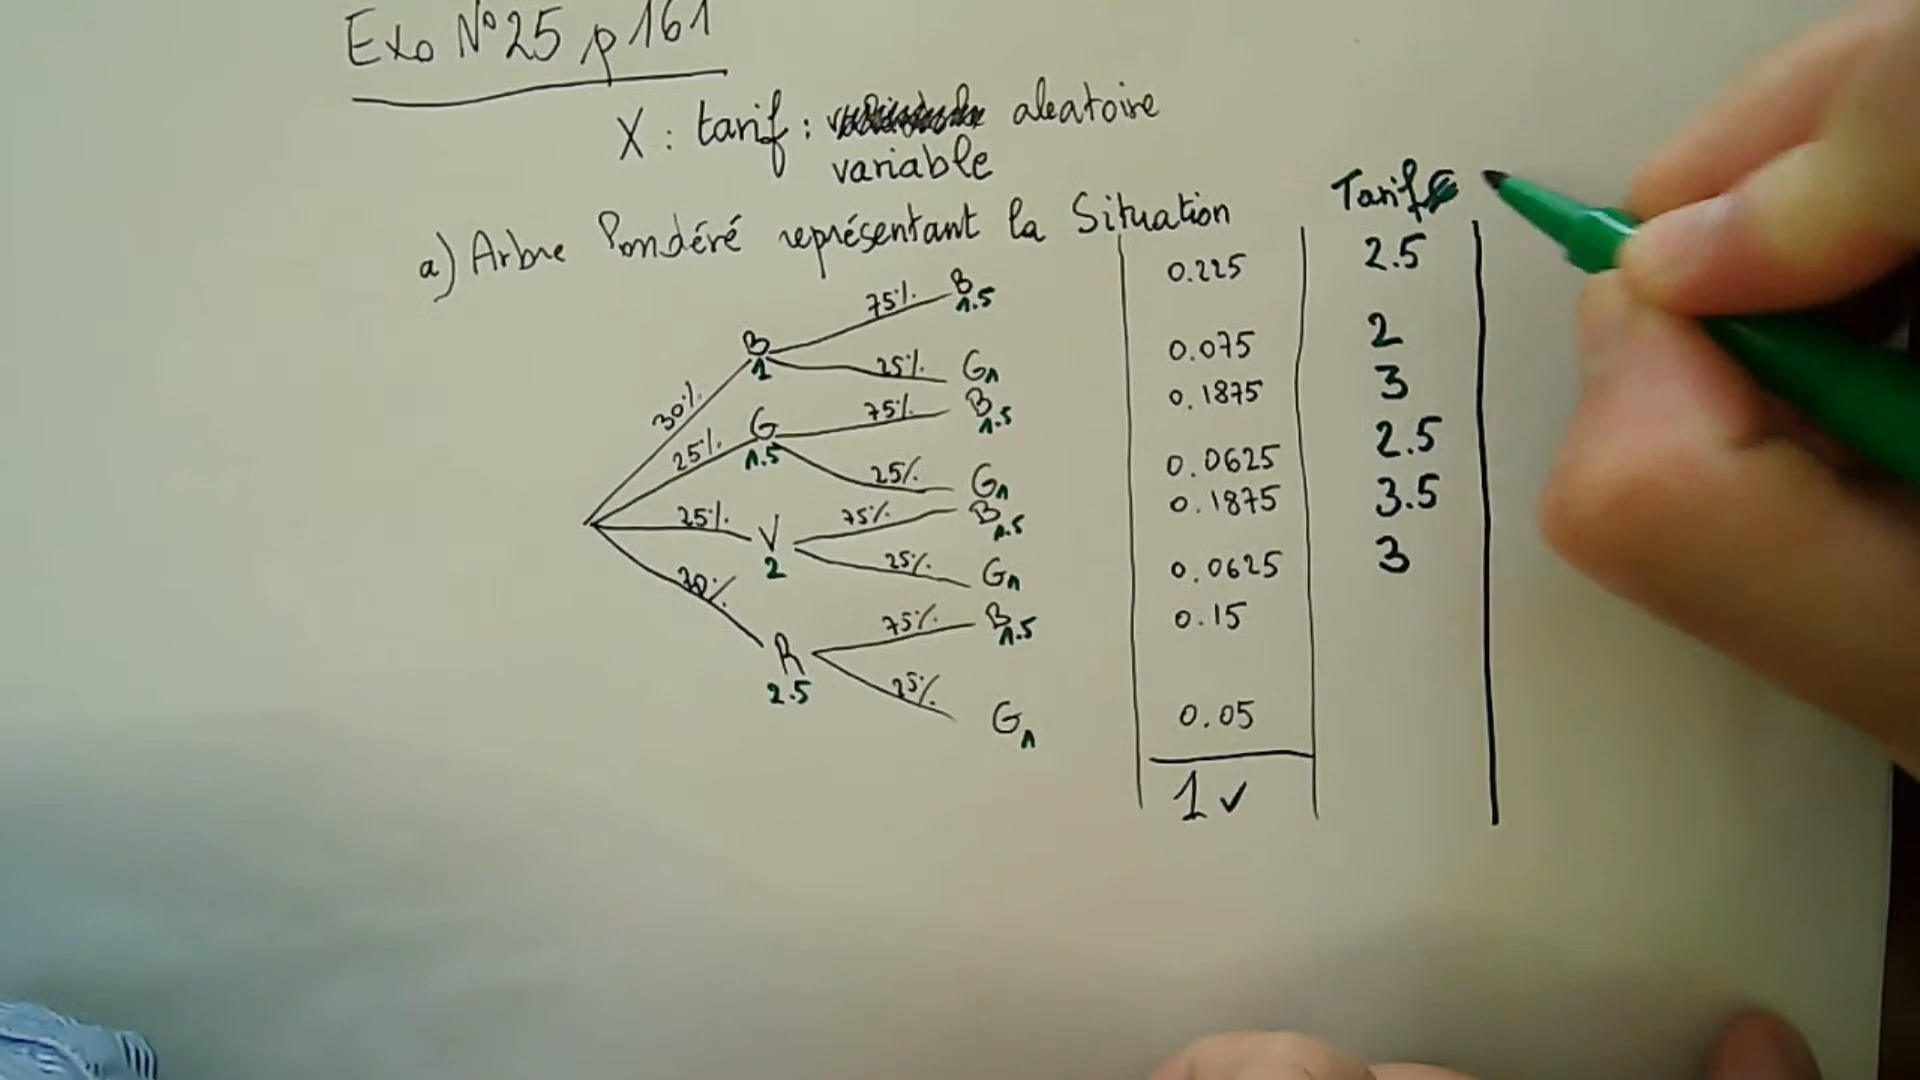 Exo N°25 p 161
X : tarif : aleatoire
variable
a) Arbre Pondéré représentant la Situation
Tarif
75% B 1.5 0.225 2.5
30% B 1 25% G 1 0.075 2
75% B 1.5 0.1875 3
25% G 1.5 25% G 1 0.0625 2.5
25% V 2 75% B 1.5 0.1875 3.5
25% G 1 0.0625 3
75% B 1.5 0.15
R 2.5 25% G 1 0.05
1 ✓